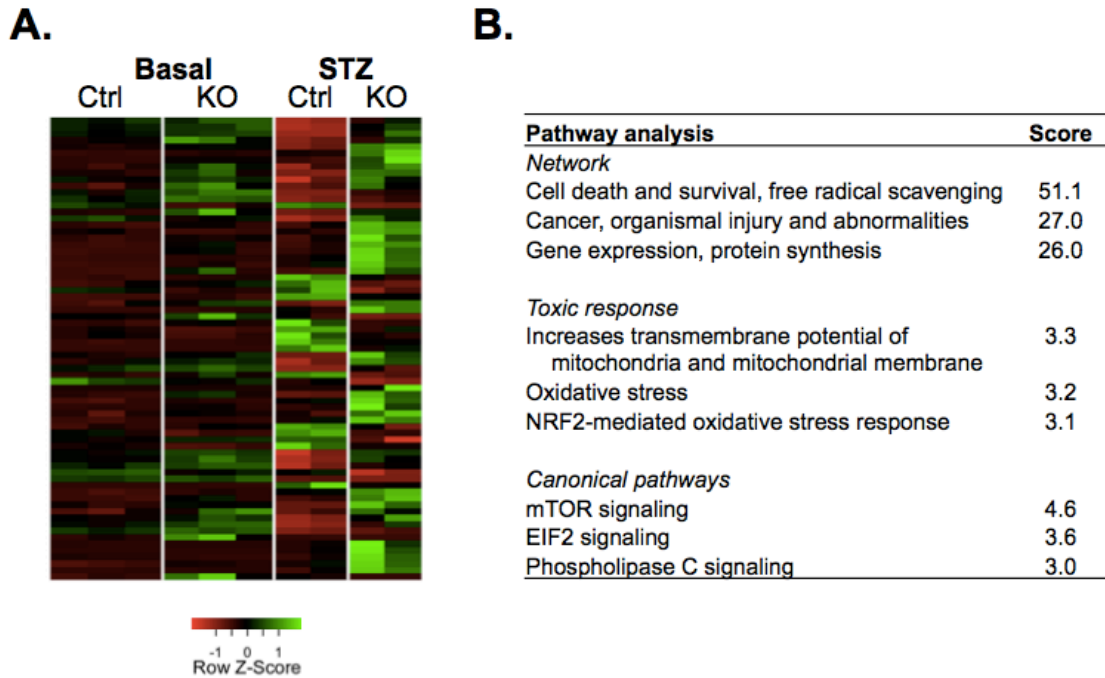 A.
Basal STZ
Ctrl KO Ctrl KO
-1 0 1
Row Z-Score
B.
Pathway analysis Score
Network
Cell death and survival, free radical scavenging 51.1
Cancer, organismal injury and abnormalities 27.0
Gene expression, protein synthesis 26.0
Toxic response
Increases transmembrane potential of
mitochondria and mitochondrial membrane 3.3
Oxidative stress 3.2
NRF2-mediated oxidative stress response 3.1
Canonical pathways
mTOR signaling 4.6
EIF2 signaling 3.6
Phospholipase C signaling 3.0